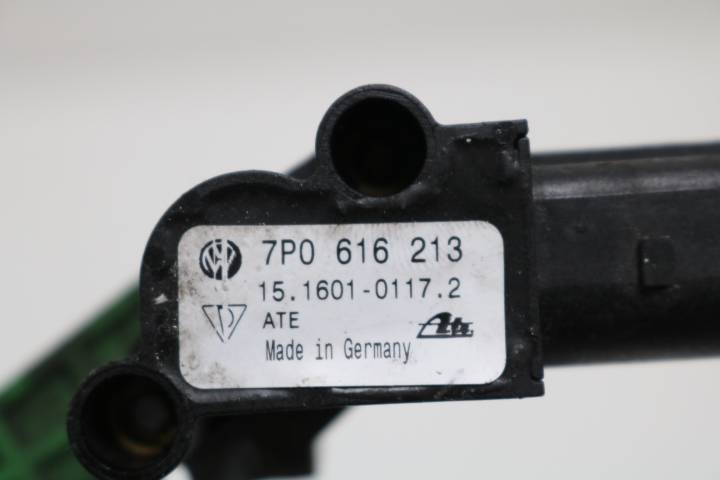 7P0 616 213
15.1601-0117.2
ATE
Ate
Made in Germany